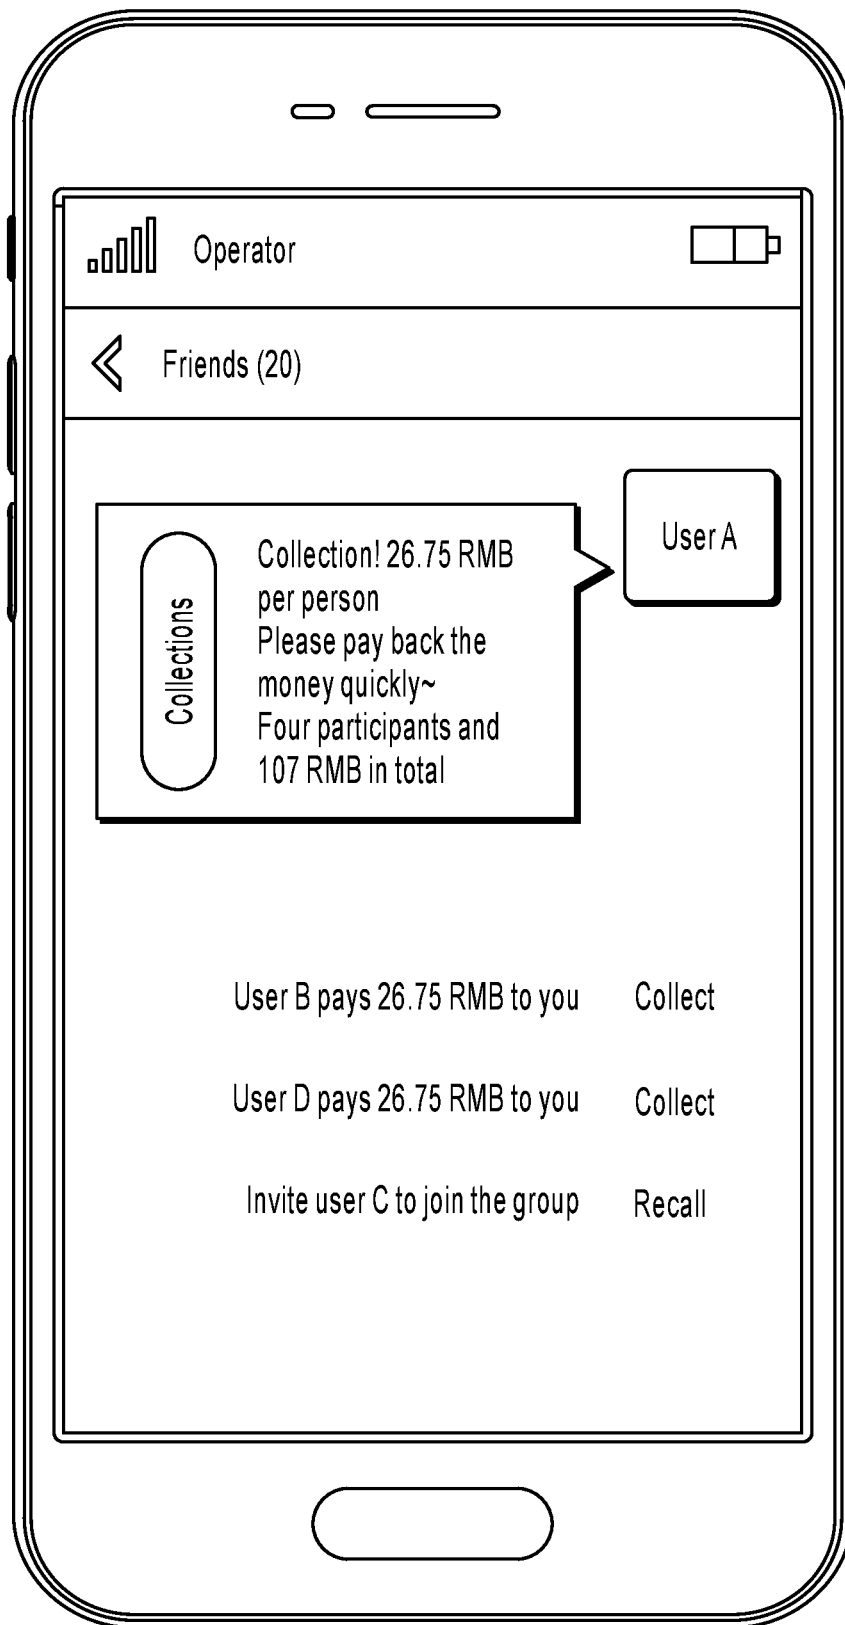 Operator
Friends (20)
User A
Collections
Collection! 26.75 RMB
per person
Please pay back the
money quickly~
Four participants and
107 RMB in total
User B pays 26.75 RMB to you Collect
User D pays 26.75 RMB to you Collect
Invite user C to join the group Recall